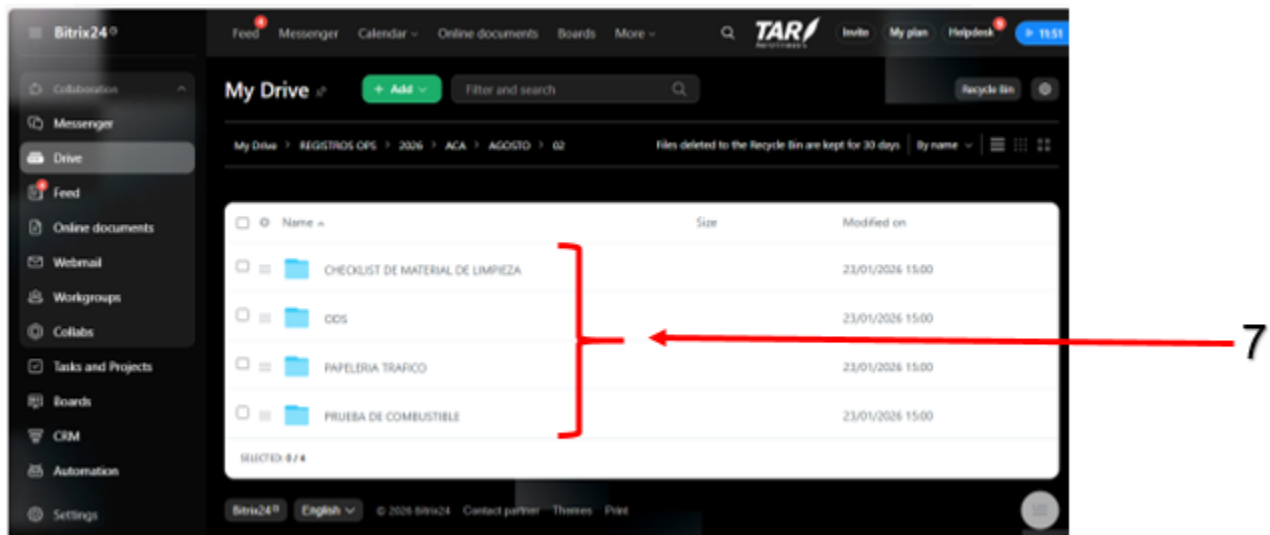 Bitrix24
Feed 4 Messenger Calendar Online documents Boards More TAR Invite My plan Helpdesk 11:51
Collaboration
My Drive + Add Filter and search Recycle Bin
Messenger
My Drive > REGISTROS OPS > 2026 > ACA > AGOSTO > 02 Files deleted to the Recycle Bin are kept for 30 days By name
Drive
Feed
Online documents
Name Size Modified on
Webmail
CHECKLIST DE MATERIAL DE LIMPIEZA 23/01/2026 15:00
Workgroups
ODS 23/01/2026 15:00
Collabs
7
Tasks and Projects
PAPELERIA TRAFICO 23/01/2026 15:00
Boards
PRUEBA DE COMBUSTIBLE 23/01/2026 15:00
CRM
SELECTED: 0 / 4
Automation
Settings
Bitrix24 English © 2026 Bitrix24 Contact partner Themes Print